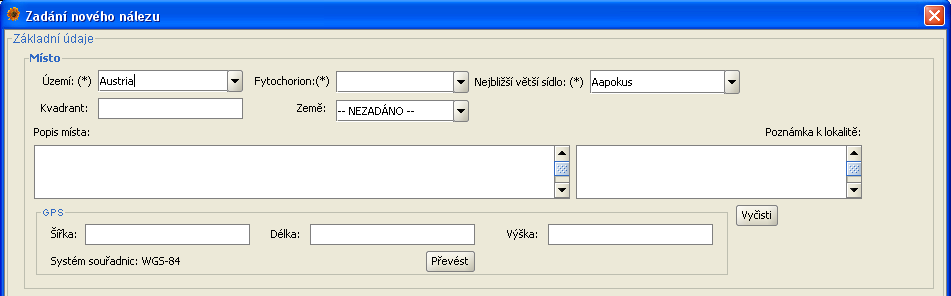 Zadání nového nálezu
Základní údaje
Místo
Území: (*) Austria Fytochorion:(*) Nejbližší větší sídlo: (*) Aapokus
Kvadrant: Země: -- NEZADÁNO --
Popis místa: Poznámka k lokalitě:
GPS
Vyčisti
Šířka: Délka: Výška:
Systém souřadnic: WGS-84 Převést